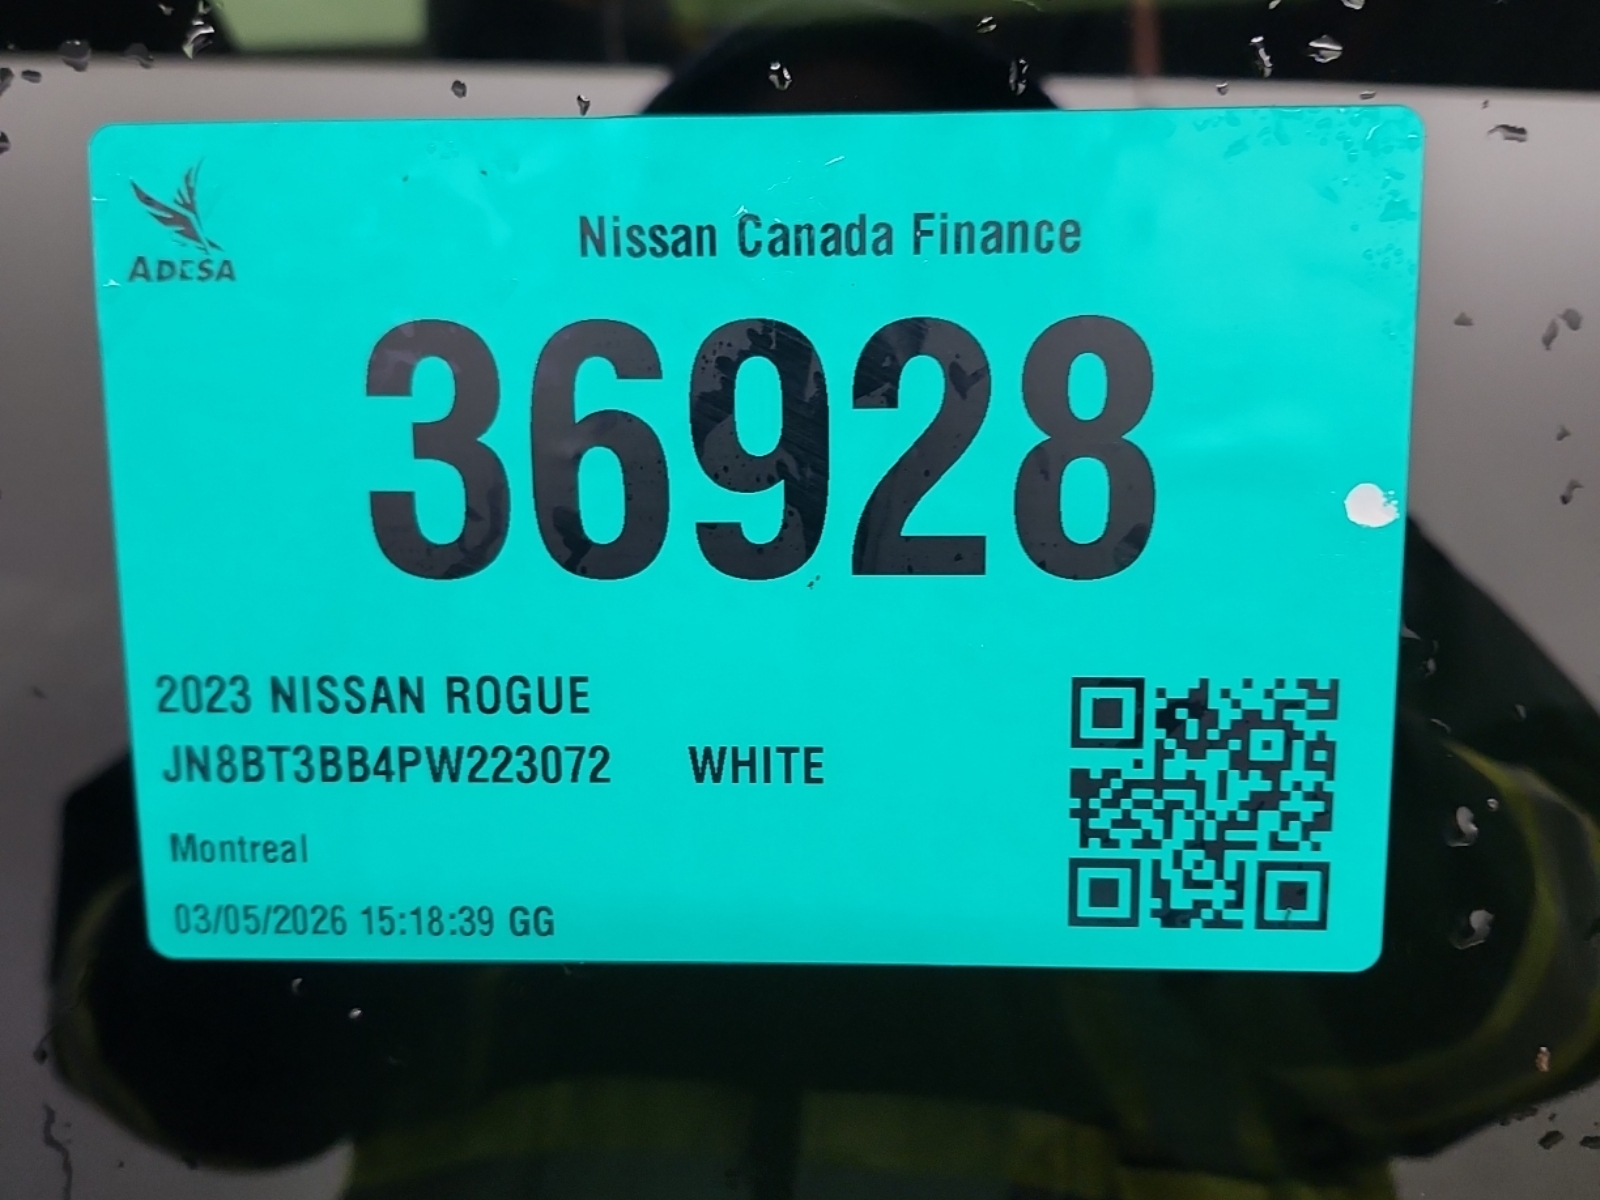 ADESA
Nissan Canada Finance
36928
2023 NISSAN ROGUE
JN8BT3BB4PW223072 WHITE
Montreal
03/05/2026 15:18:39 GG